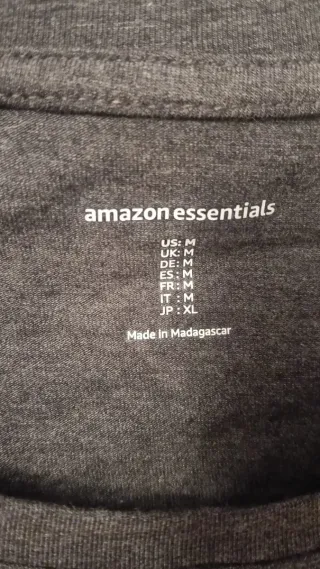 amazon essentials
US: M
UK: M
DE: M
ES: M
FR: M
IT : M
JP : XL
Made in Madagascar